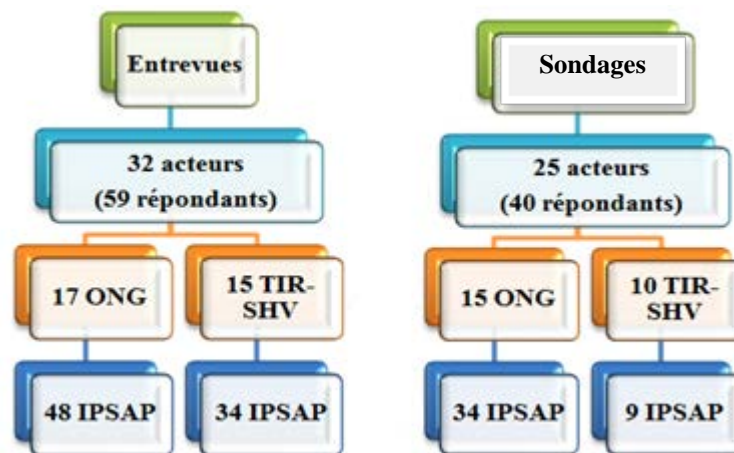 Entrevues
32 acteurs
(59 répondants)
17 ONG
15 TIR-
SHV
48 IPSAP
34 IPSAP
Sondages
25 acteurs
(40 répondants)
15 ONG
10 TIR-
SHV
34 IPSAP
9 IPSAP